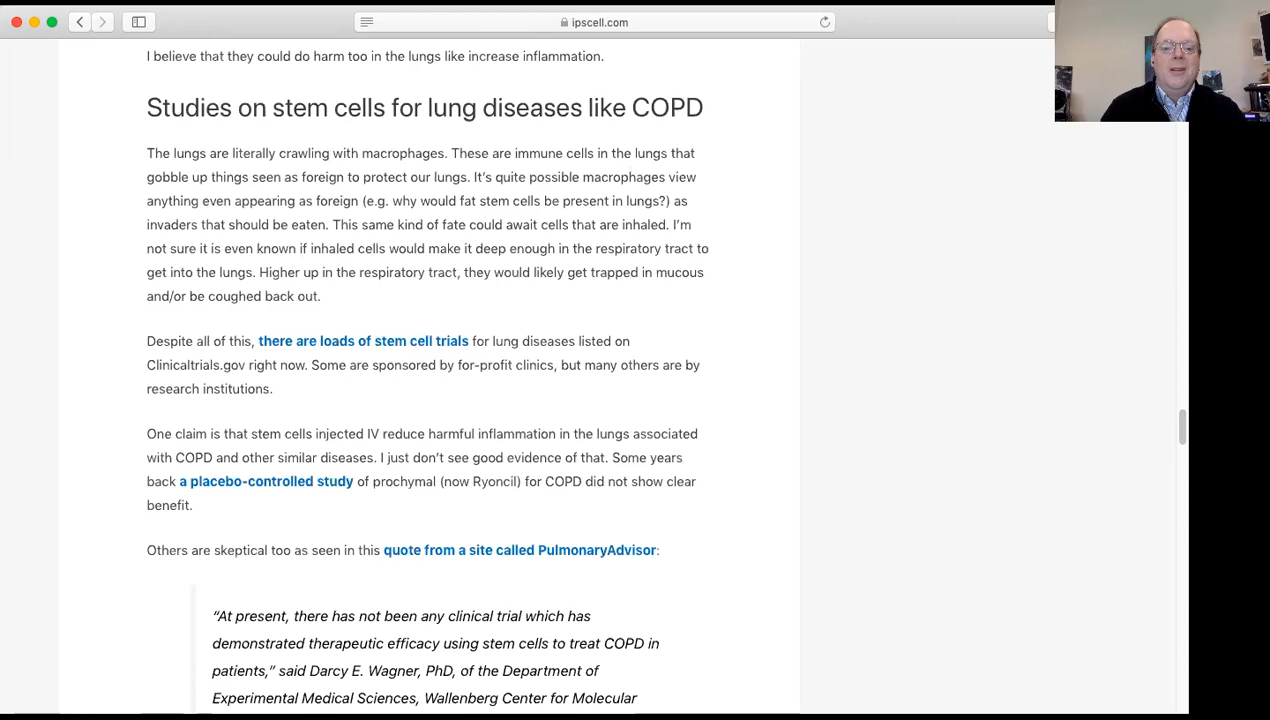 ipscell.com
I believe that they could do harm too in the lungs like increase inflammation.
Studies on stem cells for lung diseases like COPD
The lungs are literally crawling with macrophages. These are immune cells in the lungs that
gobble up things seen as foreign to protect our lungs. It's quite possible macrophages view
anything even appearing as foreign (e.g. why would fat stem cells be present in lungs?) as
invaders that should be eaten. This same kind of fate could await cells that are inhaled. I'm
not sure it is even known if inhaled cells would make it deep enough in the respiratory tract to
get into the lungs. Higher up in the respiratory tract, they would likely get trapped in mucous
and/or be coughed back out.
Despite all of this, there are loads of stem cell trials for lung diseases listed on
Clinicaltrials.gov right now. Some are sponsored by for-profit clinics, but many others are by
research institutions.
One claim is that stem cells injected IV reduce harmful inflammation in the lungs associated
with COPD and other similar diseases. I just don't see good evidence of that. Some years
back a placebo-controlled study of prochymal (now Ryoncil) for COPD did not show clear
benefit.
Others are skeptical too as seen in this quote from a site called PulmonaryAdvisor:
“At present, there has not been any clinical trial which has
demonstrated therapeutic efficacy using stem cells to treat COPD in
patients,” said Darcy E. Wagner, PhD, of the Department of
Experimental Medical Sciences, Wallenberg Center for Molecular